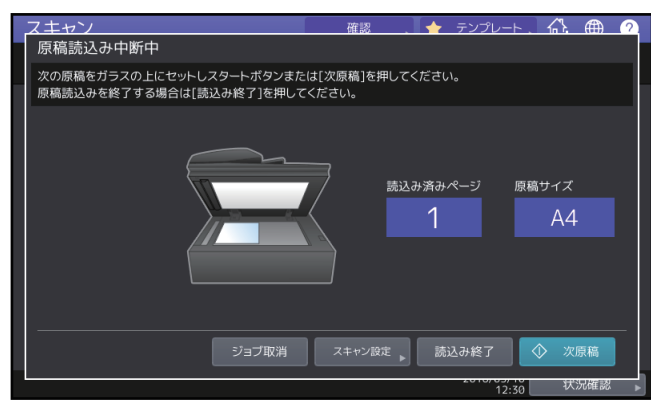 スキャン
確認
テンプレート
?
原稿読込み中断中
次の原稿をガラスの上にセットしスタートボタンまたは[次原稿]を押してください。
原稿読込みを終了する場合は[読込み終了]を押してください。
読込み済みページ
原稿サイズ
1
A4
ジョブ取消
スキャン設定
読込み終了
次原稿
12:30
状況確認